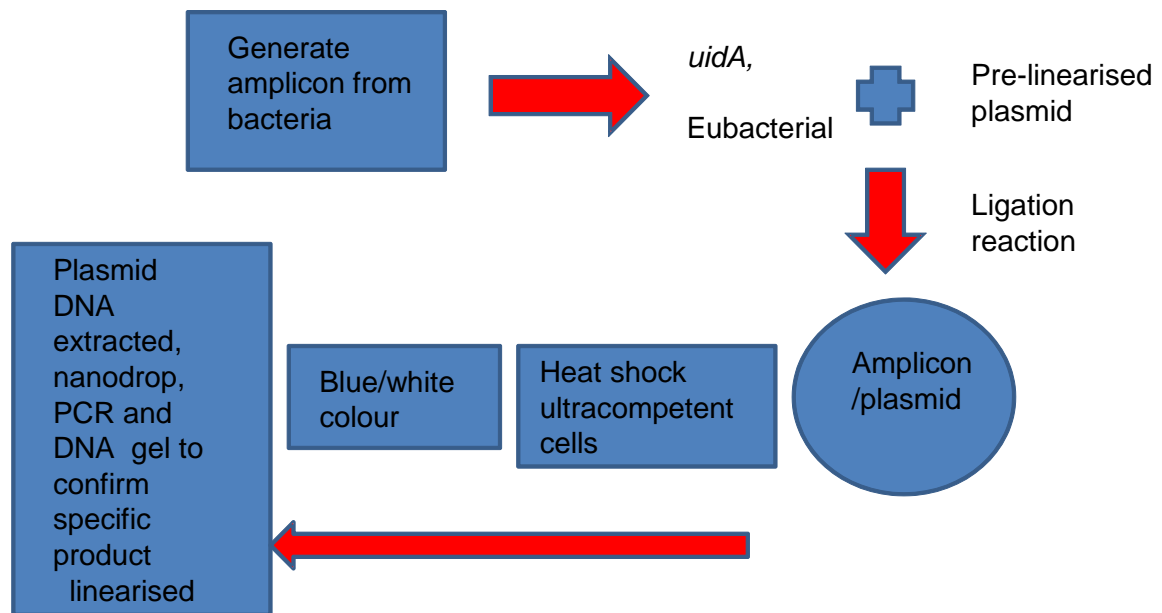 Generate
amplicon from
bacteria
uidA,
Eubacterial
Pre-linearised
plasmid
Ligation
reaction
Amplicon
/plasmid
Heat shock
ultracompetent
cells
Blue/white
colour
Plasmid
DNA
extracted,
nanodrop,
PCR and
DNA gel to
confirm
specific
product
linearised